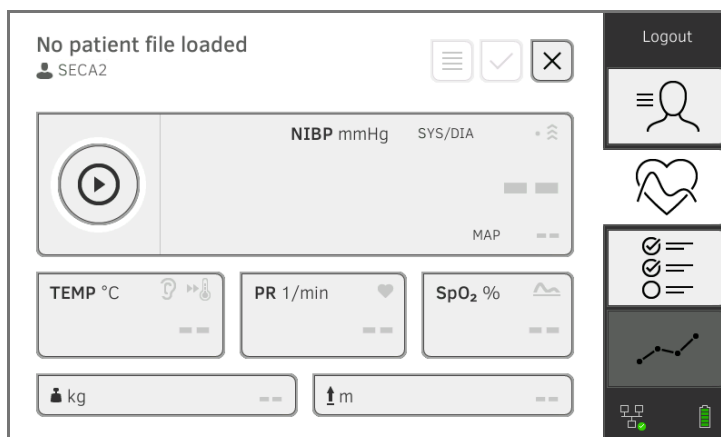 No patient file loaded
SECA2
Logout
NIBP mmHg SYS/DIA
-- --
MAP --
TEMP °C
--
PR 1/min
--
SpO₂ %
--
kg --
m --